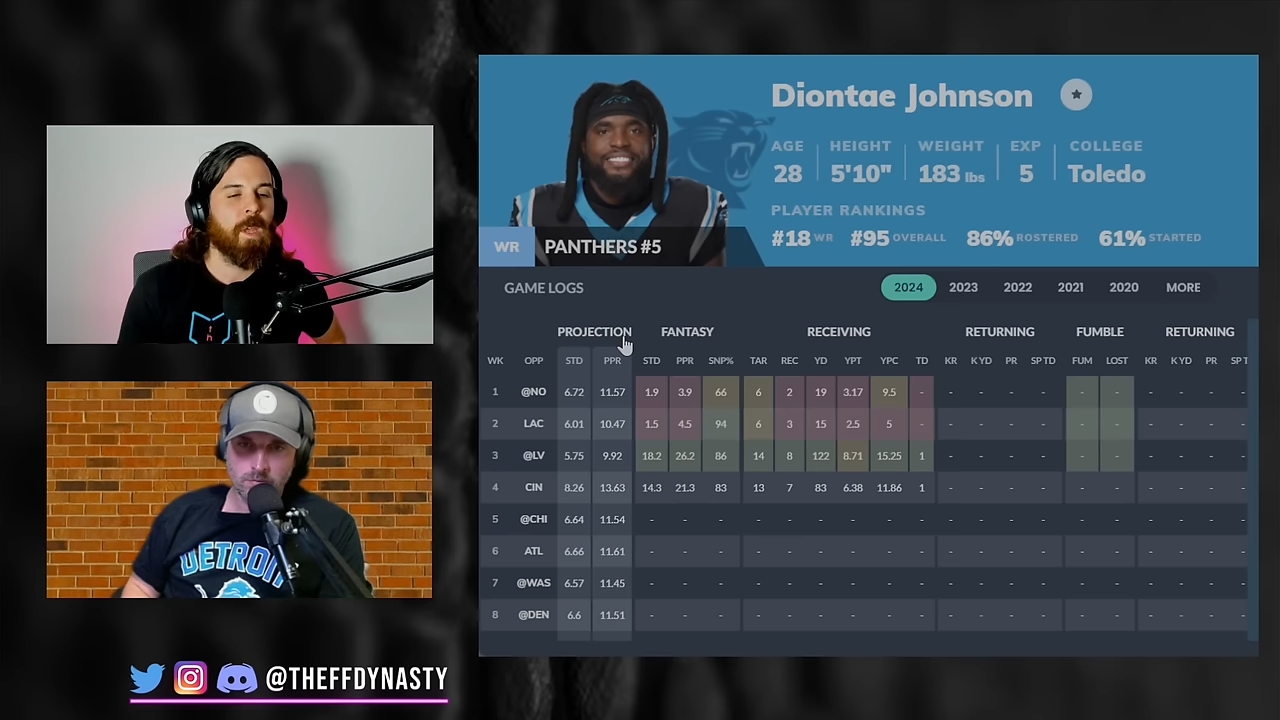 Diontae Johnson
AGE HEIGHT WEIGHT EXP COLLEGE
28 5'10" 183 lbs 5 Toledo
PLAYER RANKINGS
#18 WR #95 OVERALL 86% ROSTERED 61% STARTED
WR PANTHERS #5
GAME LOGS 2024 2023 2022 2021 2020 MORE
PROJECTION FANTASY RECEIVING RETURNING FUMBLE RETURNING
WK OPP STD PPR STD PPR SNP% TAR REC YD YPT YPC TD KR K YD PR SP TD FUM LOST KR K YD PR SP T
1 @NO 6.72 11.57 1.9 3.9 66 6 2 19 3.17 9.5 - - - - - - - - - - -
2 LAC 6.01 10.47 1.5 4.5 94 6 3 15 2.5 5 - - - - - - - - - - -
3 @LV 5.75 9.92 18.2 26.2 86 14 8 122 8.71 15.25 1 - - - - - - - - - -
4 CIN 8.26 13.63 14.3 21.3 83 13 7 83 6.38 11.86 1 - - - - - - - - - -
5 @CHI 6.64 11.54 - - - - - - - - - - - - - - - - - - -
6 ATL 6.66 11.61 - - - - - - - - - - - - - - - - - - -
7 @WAS 6.57 11.45 - - - - - - - - - - - - - - - - - - -
8 @DEN 6.6 11.51 - - - - - - - - - - - - - - - - - - -
DETROIT
@THEFFDYNASTY